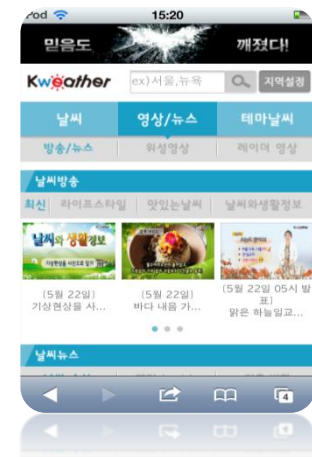 Pod 15:20
믿음도 깨졌다!
Kweather ex)서울,뉴욕 지역설정
날씨 영상/뉴스 테마날씨
방송/뉴스 위성영상 레이더 영상
날씨방송
최신 라이프스타일 맛있는날씨 날씨와생활정보
날씨와 생활정보
(5월 22일) (5월 22일) (5월 22일 05시 발
기상현상을 사... 바다 내음 가... 표]
맑은 하늘일교...
날씨뉴스
4